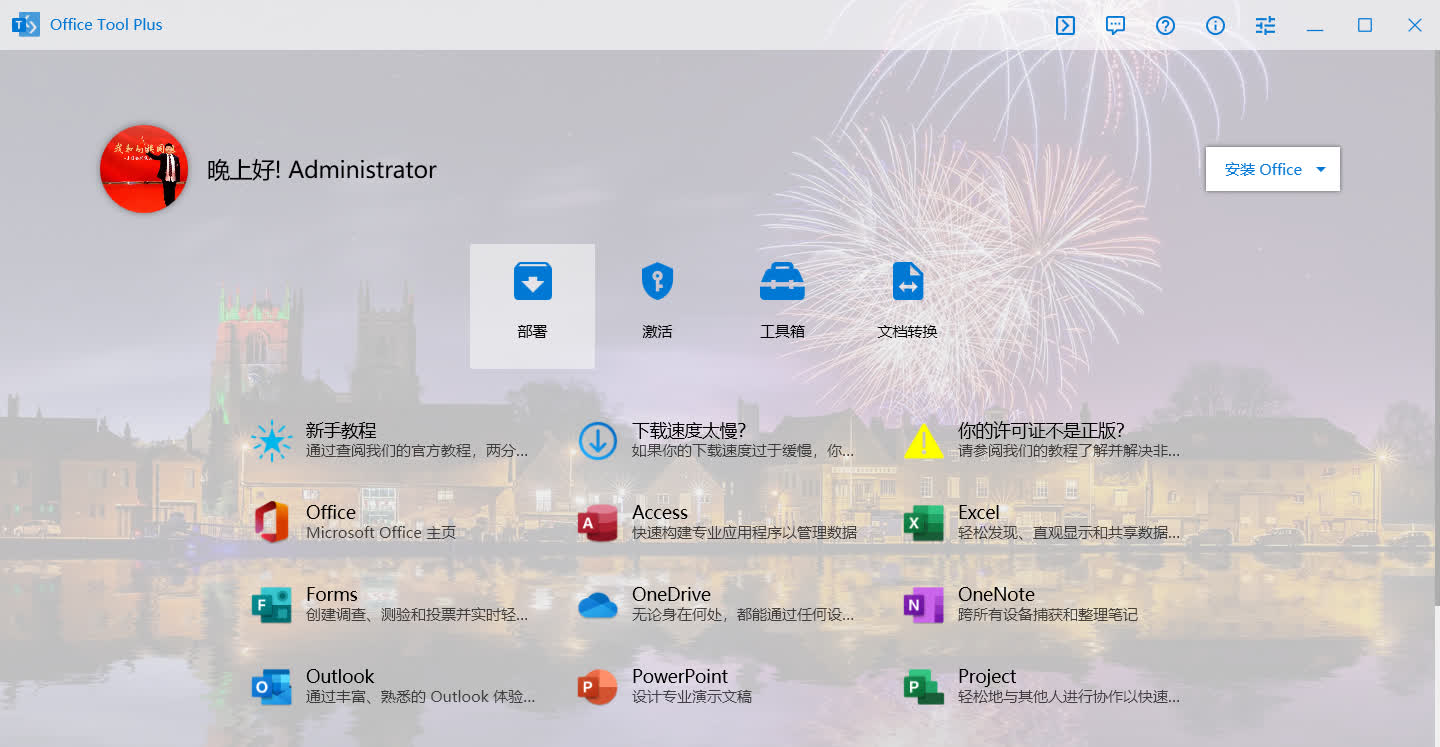 Office Tool Plus
晚上好! Administrator
安装 Office
部署
激活
工具箱
文档转换
新手教程
通过查阅我们的官方教程，两分...
下载速度太慢?
如果你的下载速度过于缓慢，你...
你的许可证不是正版?
请参阅我们的教程了解并解决非...
Office
Microsoft Office 主页
Access
快速构建专业应用程序以管理数据
Excel
轻松发现、直观显示和共享数据...
Forms
创建调查、测验和投票并实时轻...
OneDrive
无论身在何处，都能通过任何设...
OneNote
跨所有设备捕获和整理笔记
Outlook
通过丰富、熟悉的 Outlook 体验...
PowerPoint
设计专业演示文稿
Project
轻松地与其他人进行协作以快速...